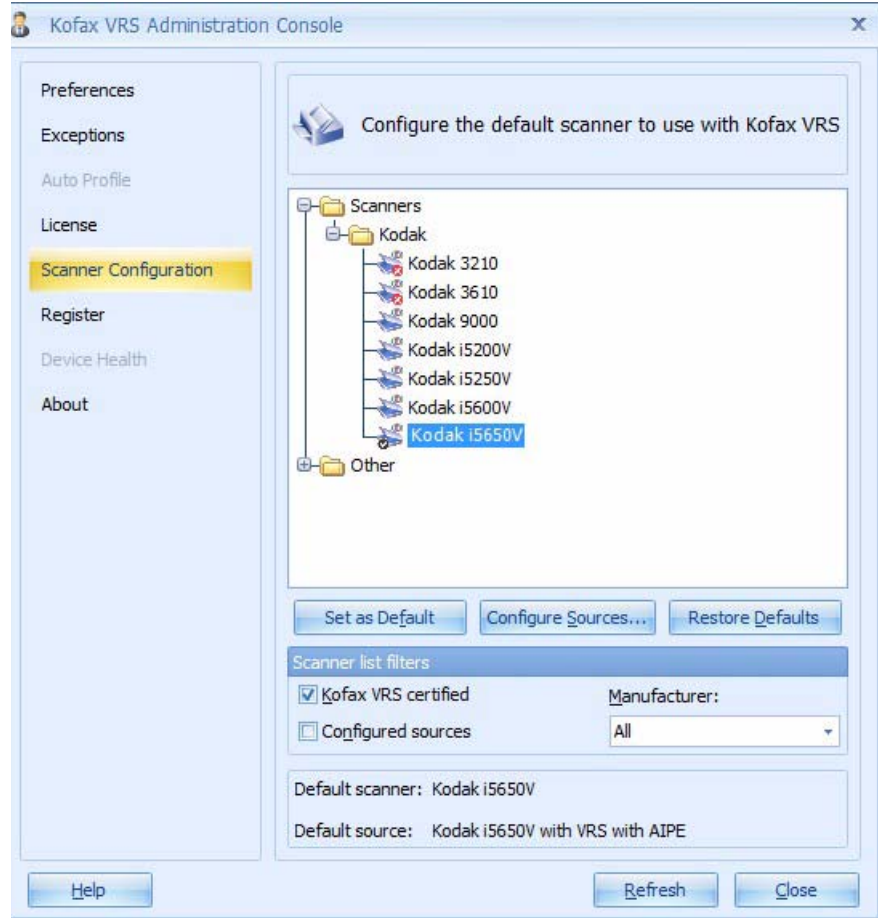 Kofax VRS Administration Console
Preferences
Exceptions
Auto Profile
License
Scanner Configuration
Register
Device Health
About
Configure the default scanner to use with Kofax VRS
Scanners
Kodak
Kodak 3210
Kodak 3610
Kodak 9000
Kodak i5200V
Kodak i5250V
Kodak i5600V
Kodak i5650V
Other
Set as Default Configure Sources... Restore Defaults
Scanner list filters
Kofax VRS certified Manufacturer:
Configured sources All
Default scanner: Kodak i5650V
Default source: Kodak i5650V with VRS with AIPE
Help Refresh Close